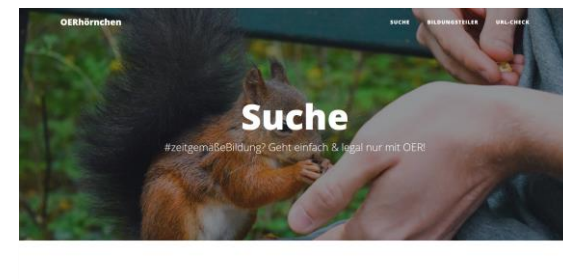 OERhörnchen
SUCHE BILDUNGSTEILER URL-CHECK
Suche
#zeitgemäßeBildung? Geht einfach & legal nur mit OER!